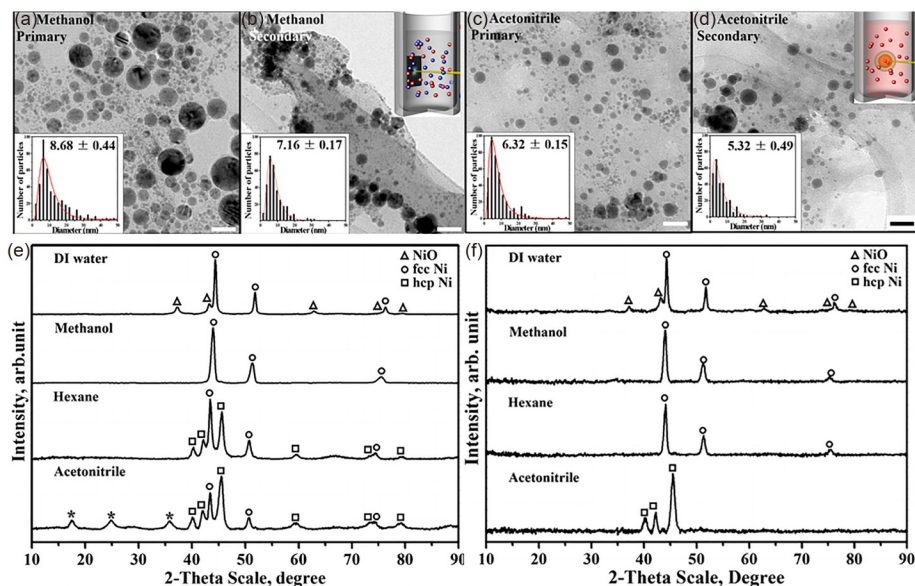 (a) Methanol
Primary
8.68 ± 0.44
Number of particles
Diameter (nm)
(b) Methanol
Secondary
7.16 ± 0.17
Number of particles
Diameter (nm)
(c) Acetonitrile
Primary
6.32 ± 0.15
Number of particles
Diameter (nm)
(d) Acetonitrile
Secondary
5.32 ± 0.49
Number of particles
Diameter (nm)
(e)
DI water
△ NiO
○ fcc Ni
□ hcp Ni
Methanol
Hexane
Acetonitrile
* * *
Intensity, arb.unit
10 20 30 40 50 60 70 80 90
2-Theta Scale, degree
(f)
DI water
△ NiO
○ fcc Ni
□ hcp Ni
Methanol
Hexane
Acetonitrile
Intensity, arb. unit
10 20 30 40 50 60 70 80 90
2-Theta Scale, degree